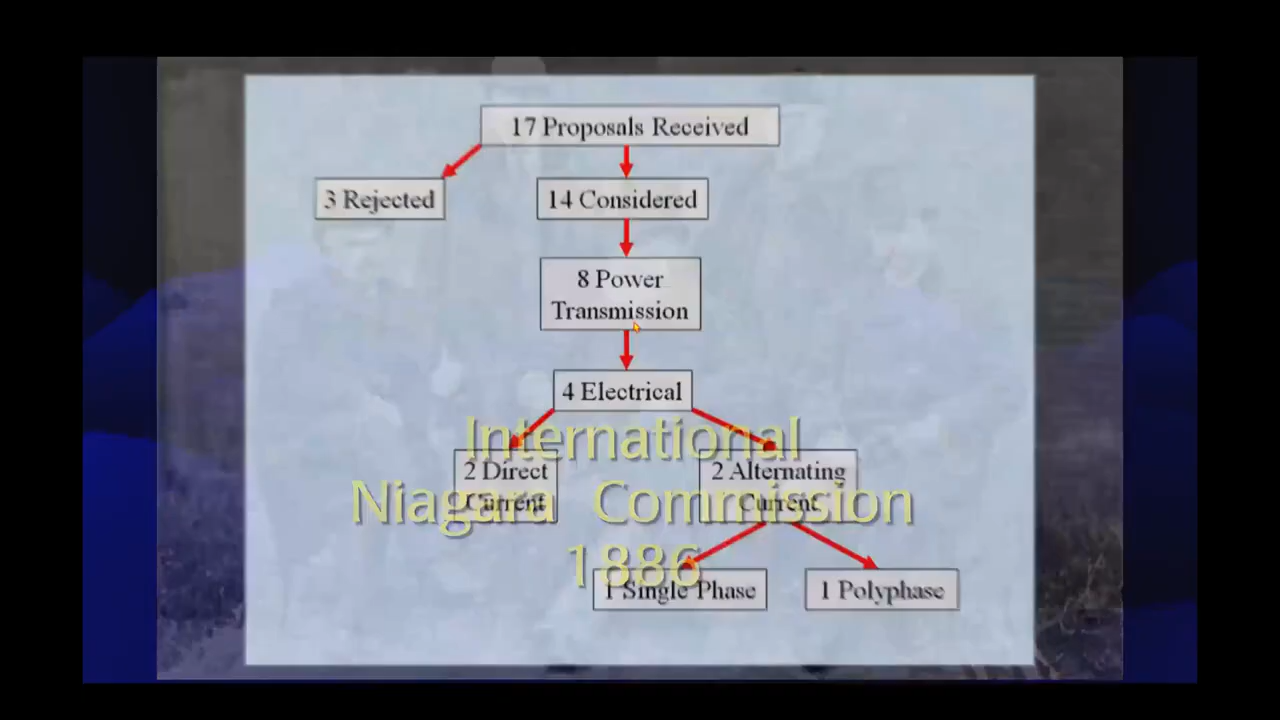 17 Proposals Received
3 Rejected
14 Considered
8 Power
Transmission
4 Electrical
International
2 Direct
Current
2 Alternating
Current
Niagara Commission
1886
1 Single Phase
1 Polyphase